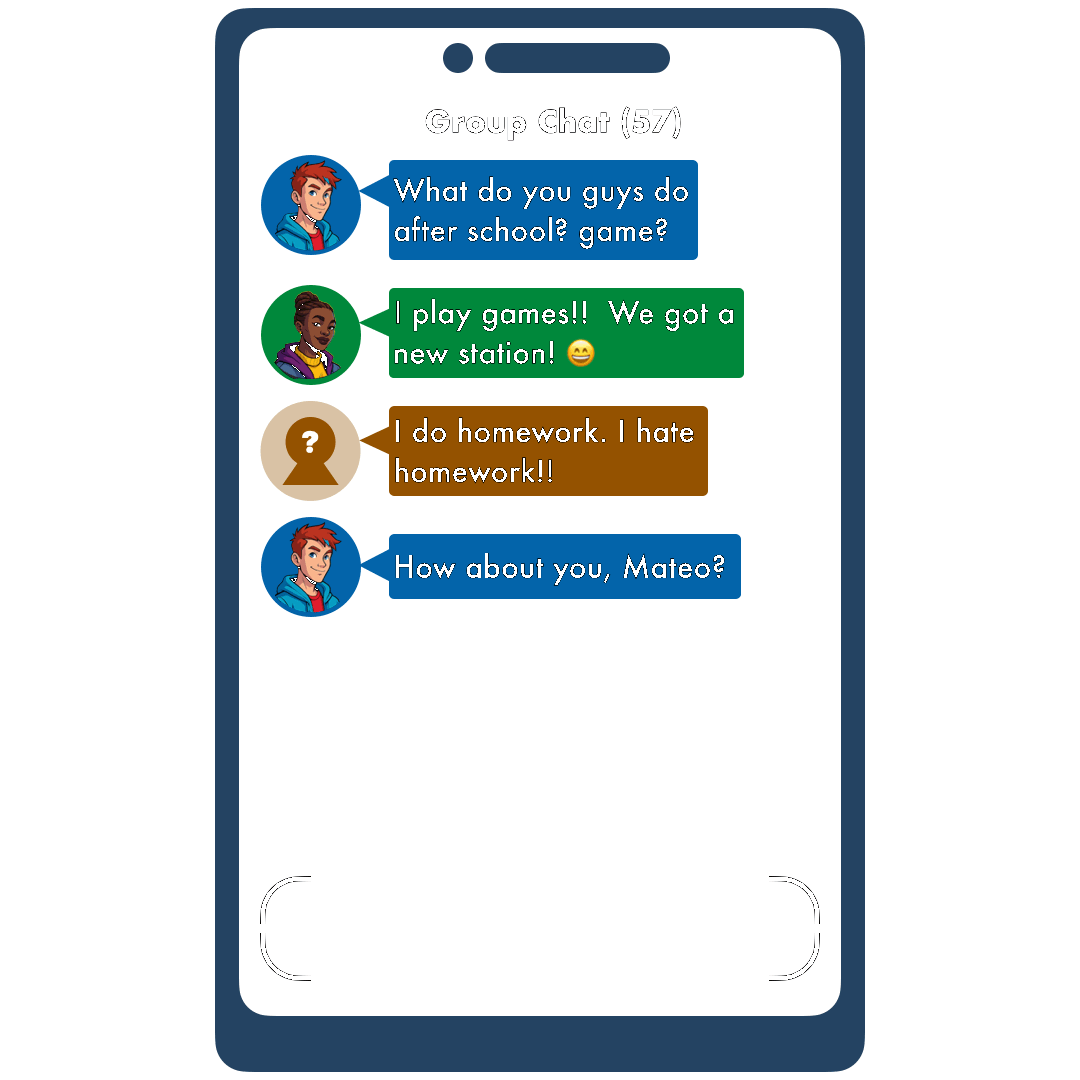 Group Chat (57)
What do you guys do
after school? game?
I play games!!  We got a
new station! 😄
?
I do homework. I hate
homework!!
How about you, Mateo?